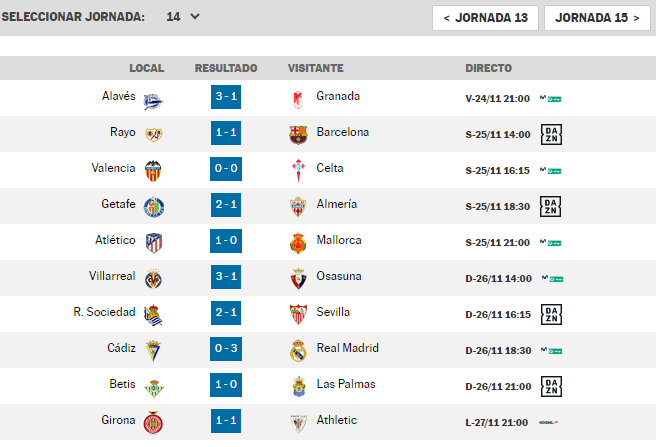 SELECCIONAR JORNADA: 14 < JORNADA 13 JORNADA 15 >
LOCAL RESULTADO VISITANTE DIRECTO
Alavés 3 - 1 Granada V-24/11 21:00
Rayo 1 - 1 Barcelona S-25/11 14:00 DAZN
Valencia 0 - 0 Celta S-25/11 16:15
Getafe 2 - 1 Almería S-25/11 18:30 DAZN
Atlético 1 - 0 Mallorca S-25/11 21:00
Villarreal 3 - 1 Osasuna D-26/11 14:00
R. Sociedad 2 - 1 Sevilla D-26/11 16:15 DAZN
Cádiz 0 - 3 Real Madrid D-26/11 18:30
Betis 1 - 0 Las Palmas D-26/11 21:00 DAZN
Girona 1 - 1 Athletic L-27/11 21:00